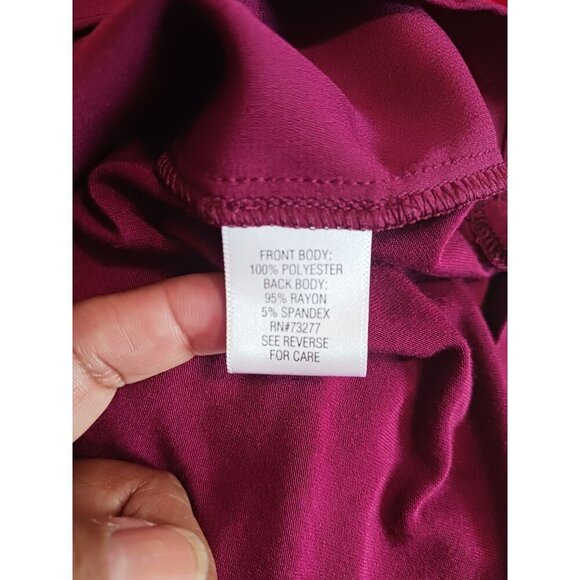 FRONT BODY:
100% POLYESTER
BACK BODY:
95% RAYON
5% SPANDEX
RN#73277
SEE REVERSE
FOR CARE